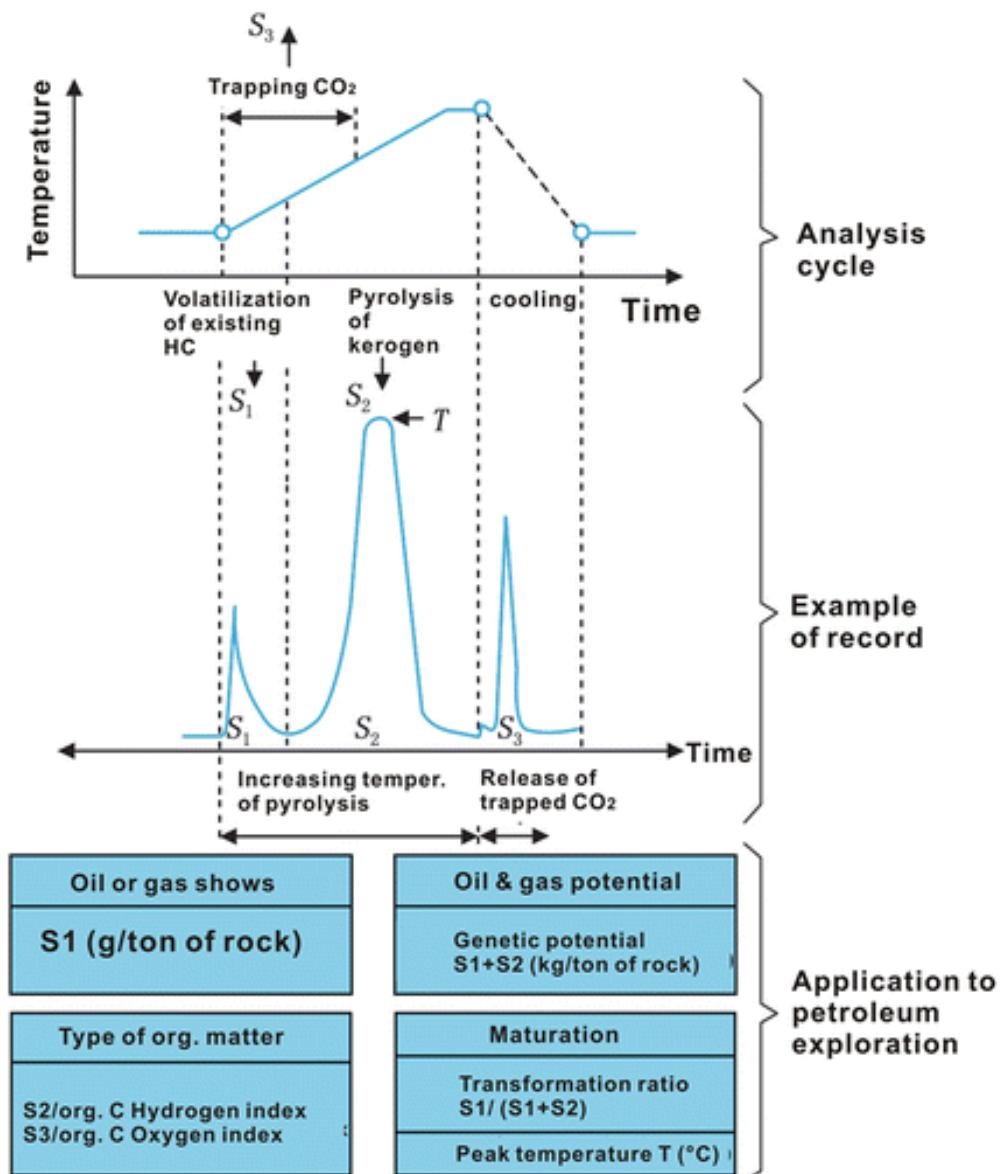 S₃
Trapping CO₂
Temperature
Volatilization
of existing
HC
Pyrolysis
of
kerogen
cooling
Time
Analysis
cycle
S₁
S₂
T
Example
of record
S₁
S₂
S₃
Time
Increasing temper.
of pyrolysis
Release of
trapped CO₂
Oil or gas shows
S1 (g/ton of rock)
Oil & gas potential
Genetic potential
S1+S2 (kg/ton of rock)
Type of org. matter
S2/org. C Hydrogen index
S3/org. C Oxygen index
Maturation
Transformation ratio
S1/ (S1+S2)
Peak temperature T (°C)
Application to
petroleum
exploration